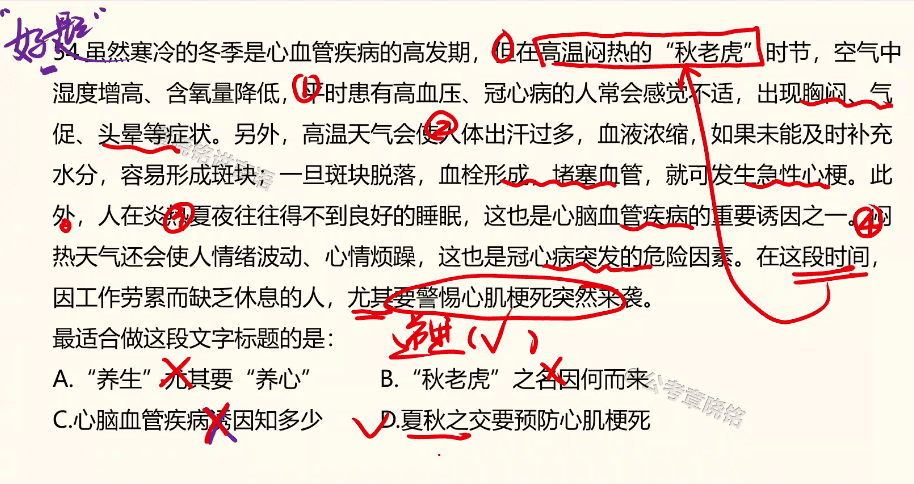 “好题”
54.虽然寒冷的冬季是心血管疾病的高发期，①但在高温闷热的“秋老虎”时节，空气中
湿度增高、含氧量降低，①平时患有高血压、冠心病的人常会感觉不适，出现胸闷、气
促、头晕等症状。另外，高温天气会使②人体出汗过多，血液浓缩，如果未能及时补充
水分，容易形成斑块；一旦斑块脱落，血栓形成、堵塞血管，就可发生急性心梗。此
外，人在炎热夏夜往往得不到良好的睡眠，这也是心脑血管疾病的重要诱因之一。④闷
热天气还会使人情绪波动、心情烦躁，这也是冠心病突发的危险因素。在这段时间，
因工作劳累而缺乏休息的人，尤其要警惕心肌梗死突然来袭。
最适合做这段文字标题的是： 递进(√)
A.“养生”尤其要“养心” B.“秋老虎”之名因何而来
C.心脑血管疾病诱因知多少 √D.夏秋之交要预防心肌梗死
公考章晓铭